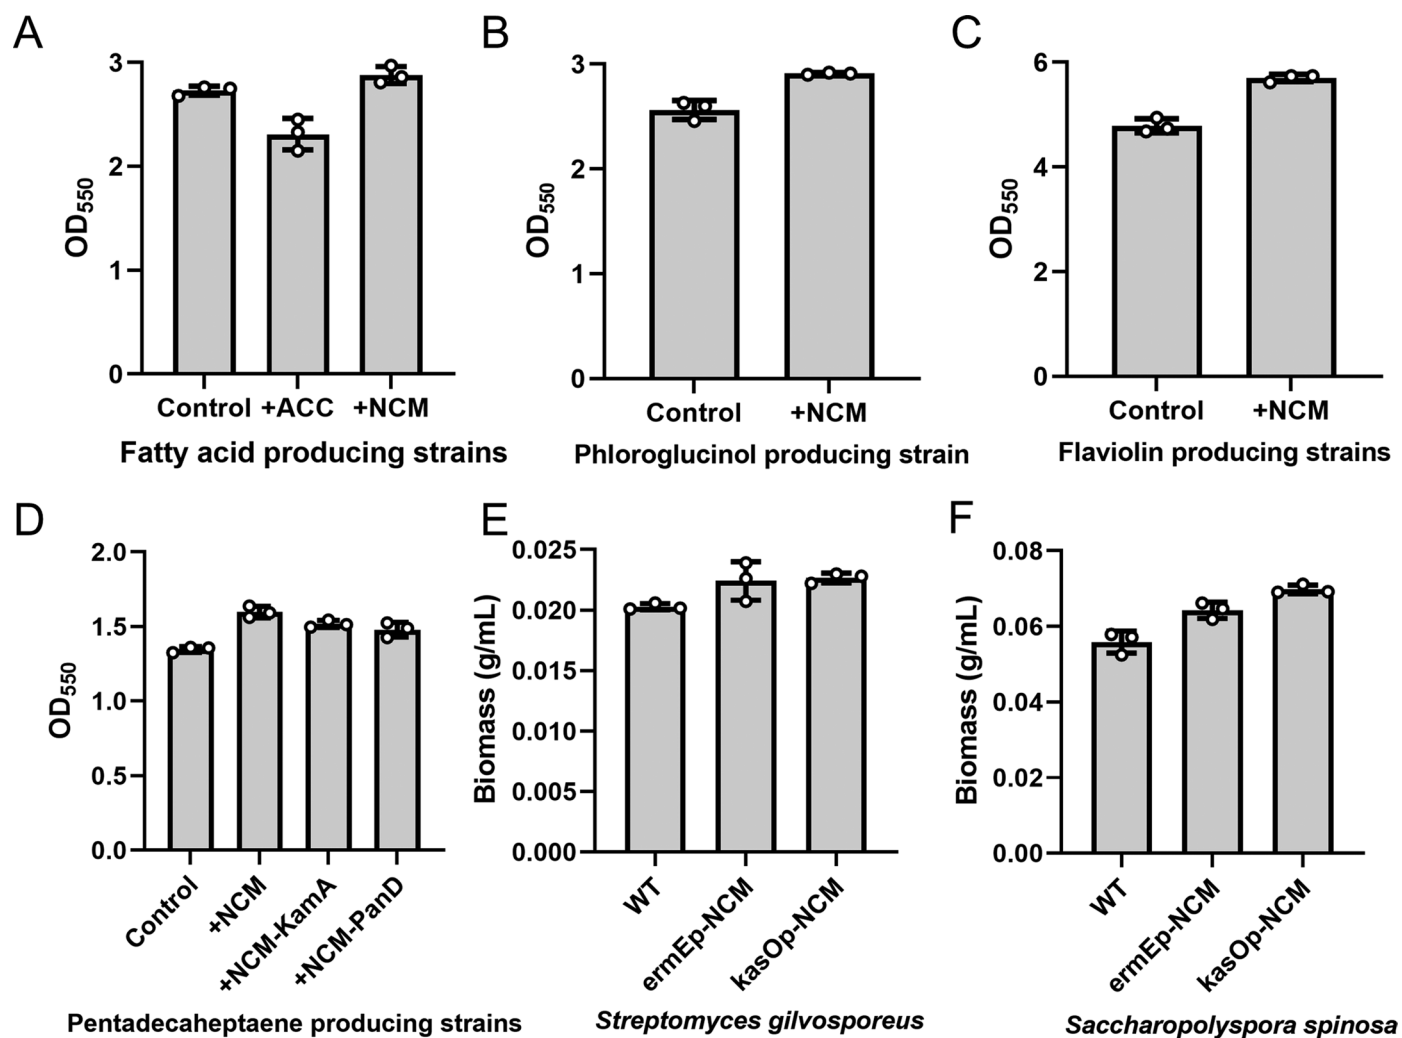 A
3
2
1
0
OD550
Control +ACC +NCM
Fatty acid producing strains
B
3
2
1
0
OD550
Control +NCM
Phloroglucinol producing strain
C
6
4
2
0
OD550
Control +NCM
Flaviolin producing strains
D
2.0
1.5
1.0
0.5
0.0
OD550
Control
+NCM
+NCM-KamA
+NCM-PanD
Pentadecaheptaene producing strains
E
0.025
0.020
0.015
0.010
0.005
0.000
Biomass (g/mL)
WT
ermEp-NCM
kasOp-NCM
Streptomyces gilvosporeus
F
0.08
0.06
0.04
0.02
0.00
Biomass (g/mL)
WT
ermEp-NCM
kasOp-NCM
Saccharopolyspora spinosa